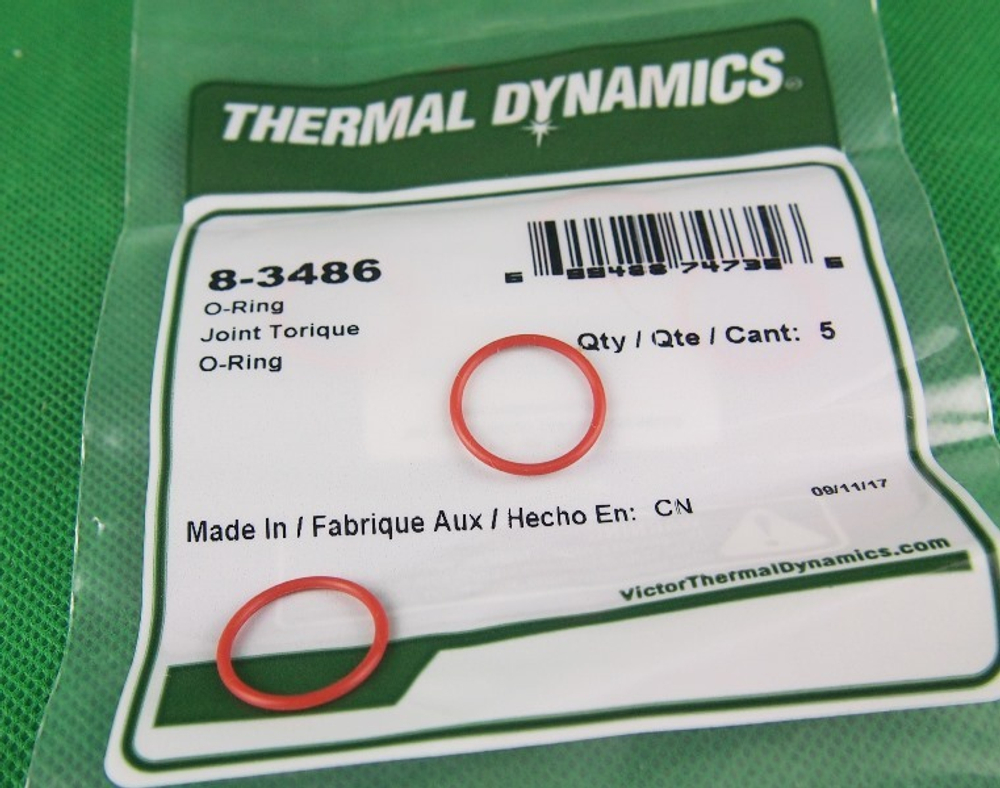 THERMAL DYNAMICS
8-3486
O-Ring
Joint Torique
O-Ring
Qty / Qte / Cant: 5
Made In / Fabrique Aux / Hecho En: CN
09/11/17
VictorThermalDynamics.com